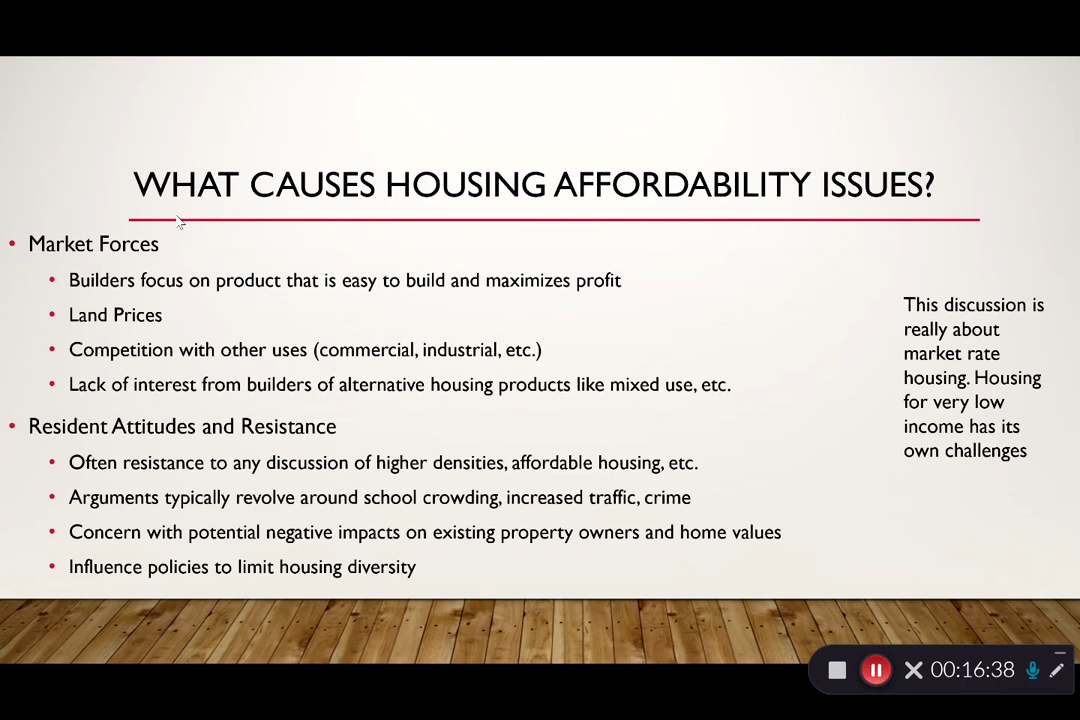 WHAT CAUSES HOUSING AFFORDABILITY ISSUES?
• Market Forces
• Builders focus on product that is easy to build and maximizes profit
• Land Prices
• Competition with other uses (commercial, industrial, etc.)
• Lack of interest from builders of alternative housing products like mixed use, etc.
• Resident Attitudes and Resistance
• Often resistance to any discussion of higher densities, affordable housing, etc.
• Arguments typically revolve around school crowding, increased traffic, crime
• Concern with potential negative impacts on existing property owners and home values
• Influence policies to limit housing diversity
This discussion is
really about
market rate
housing. Housing
for very low
income has its
own challenges
00:16:38